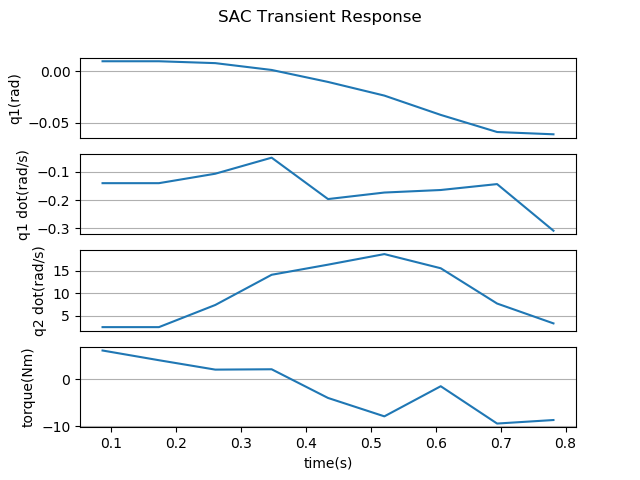 SAC Transient Response
q1(rad)
0.00
−0.05
q1 dot(rad/s)
−0.1
−0.2
−0.3
q2 dot(rad/s)
15
10
5
torque(Nm)
0
−10
0.1 0.2 0.3 0.4 0.5 0.6 0.7 0.8
time(s)